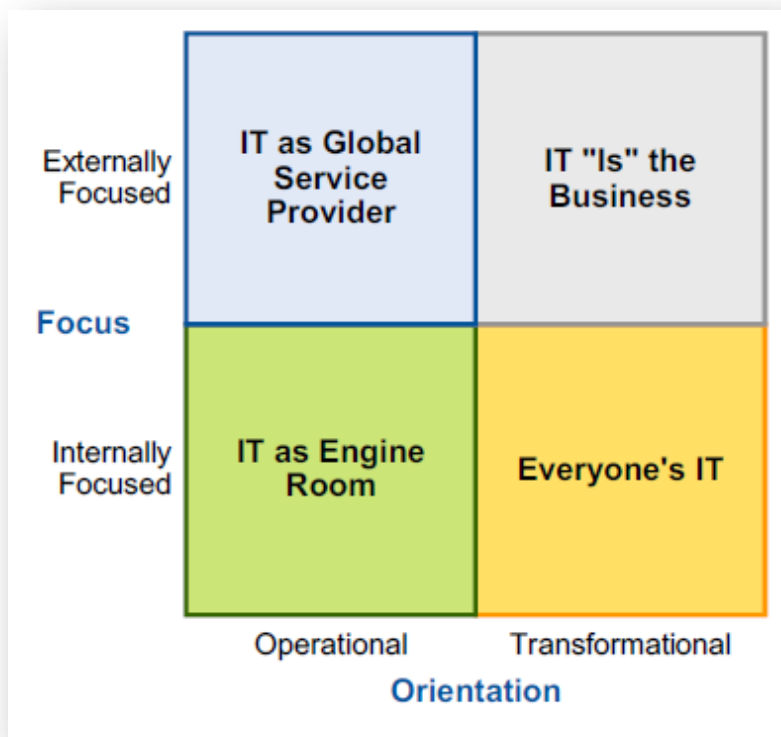 Externally
Focused
IT as Global
Service
Provider
IT "Is" the
Business
Focus
Internally
Focused
IT as Engine
Room
Everyone's IT
Operational
Transformational
Orientation